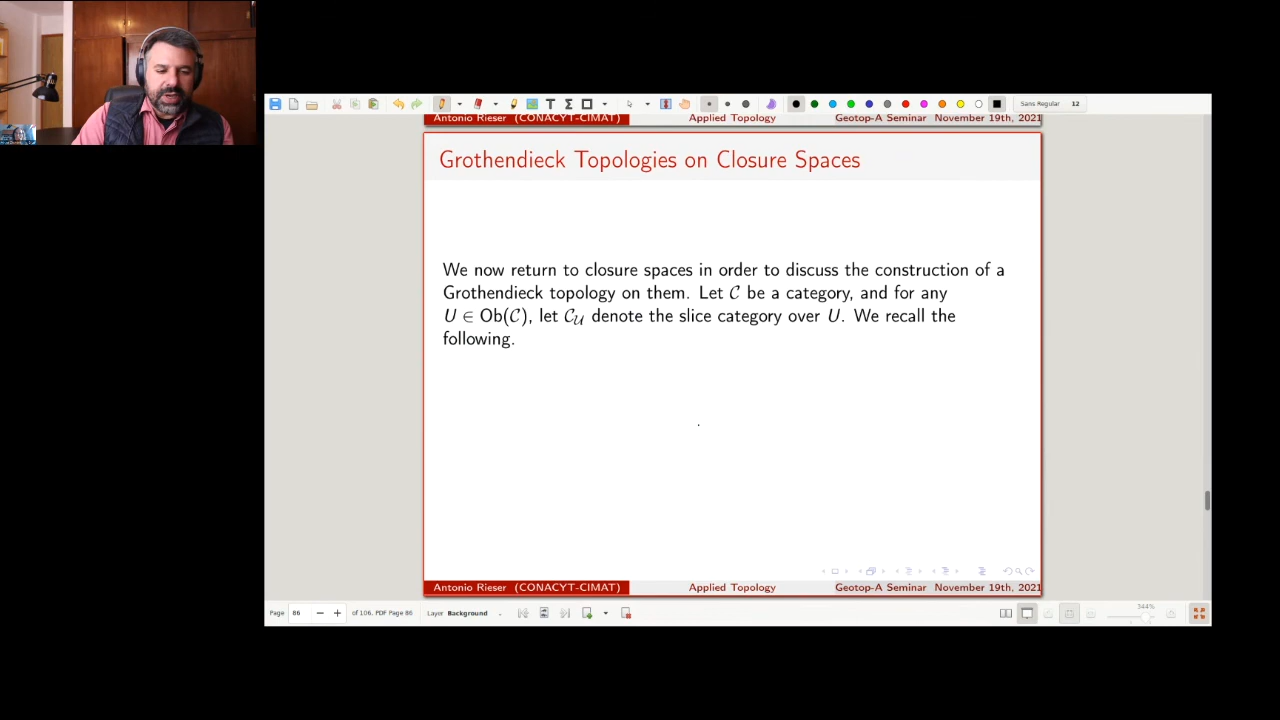 Sans Regular 12
Antonio Rieser (CONACYT-CIMAT) Applied Topology Geotop-A Seminar November 19th, 2021
Grothendieck Topologies on Closure Spaces
We now return to closure spaces in order to discuss the construction of a
Grothendieck topology on them. Let 𝒞 be a category, and for any
U ∈ Ob(𝒞), let 𝒞_𝒰 denote the slice category over U. We recall the
following.
Antonio Rieser (CONACYT-CIMAT) Applied Topology Geotop-A Seminar November 19th, 2021
Page 86 of 106, PDF Page 86 Layer Background 344%